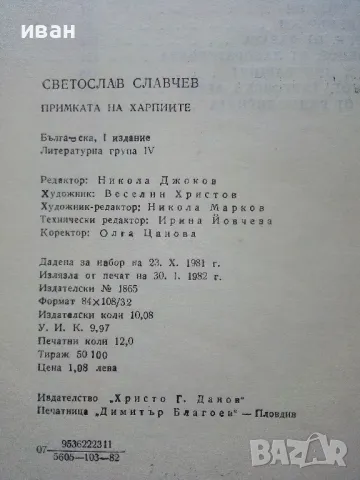 иван
СВЕТОСЛАВ СЛАВЧЕВ
ПРИМКАТА НА ХАРПИИТЕ
Българска, I издание
Литературна група IV
Редактор: Никола Джоков
Художник: Веселин Христов
Художник-редактор: Никола Марков
Технически редактор: Ирина Йовчева
Коректор: Олга Цанова
Дадена за набор на 23. X. 1981 г.
Излязла от печат на 30. I. 1982 г.
Издателски № 1865
Формат 84×108/32
Издателски коли 10,08
У. И. К. 9,97
Печатни коли 12,0
Тираж 50 100
Цена 1,08 лева
Издателство „Христо Г. Данов"
Печатница „Димитър Благоев" — Пловдив
07 9536222311
5605—103—82
BAZAR